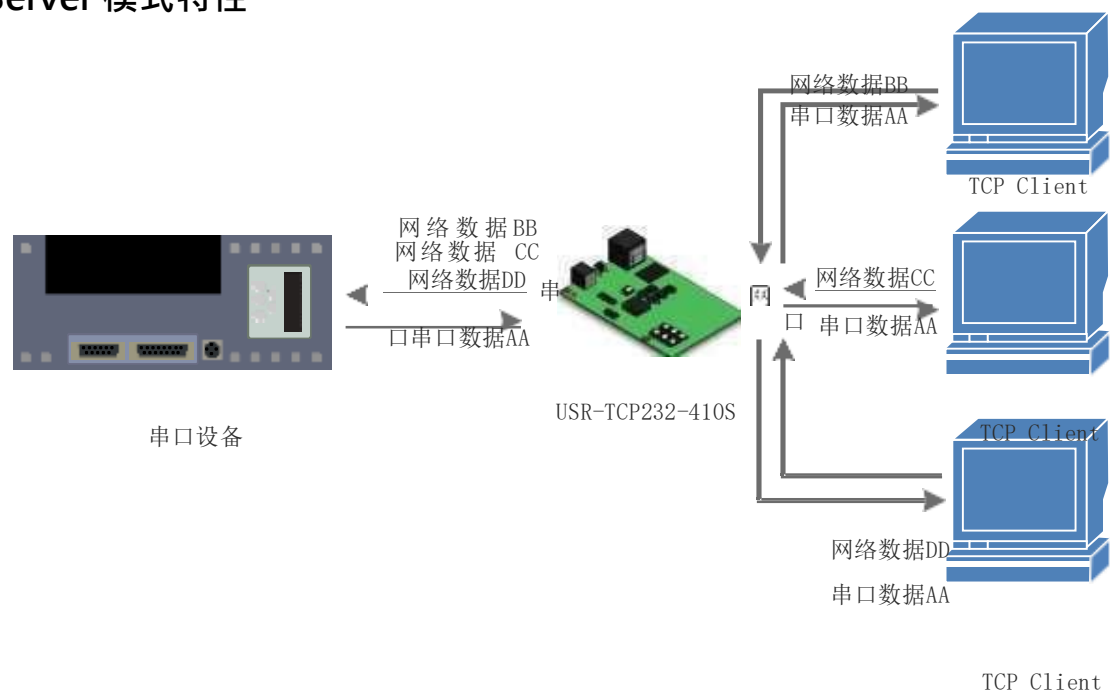 Server 模式特性
网络数据BB
串口数据AA
TCP Client
网络数据BB
网络数据 CC
网络数据DD
串
口串口数据AA
网络数据CC
口 串口数据AA
USR-TCP232-410S
串口设备
TCP Client
网络数据DD
串口数据AA
TCP Client